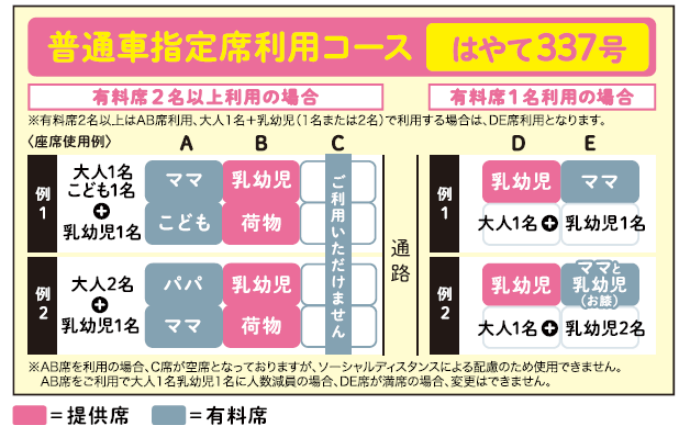 普通車指定席利用コース はやて337号
有料席2名以上利用の場合 有料席1名利用の場合
※有料席2名以上はAB席利用、大人1名＋乳幼児(1名または2名)で利用する場合は、DE席利用となります。
〈座席使用例〉 A B C D E
例1
大人1名
こども1名
＋
乳幼児1名
ママ 乳幼児
こども 荷物
例2
大人2名
＋
乳幼児1名
パパ 乳幼児
ママ 荷物
ご利用いただけません
通路
例1
乳幼児 ママ
大人1名＋乳幼児1名
例2
乳幼児 ママと
乳幼児
(お膝)
大人1名＋乳幼児2名
※AB席を利用の場合、C席が空席となっておりますが、ソーシャルディスタンスによる配慮のため使用できません。
AB席をご利用で大人1名乳幼児1名に人数減員の場合、DE席が満席の場合、変更はできません。
＝提供席 ＝有料席